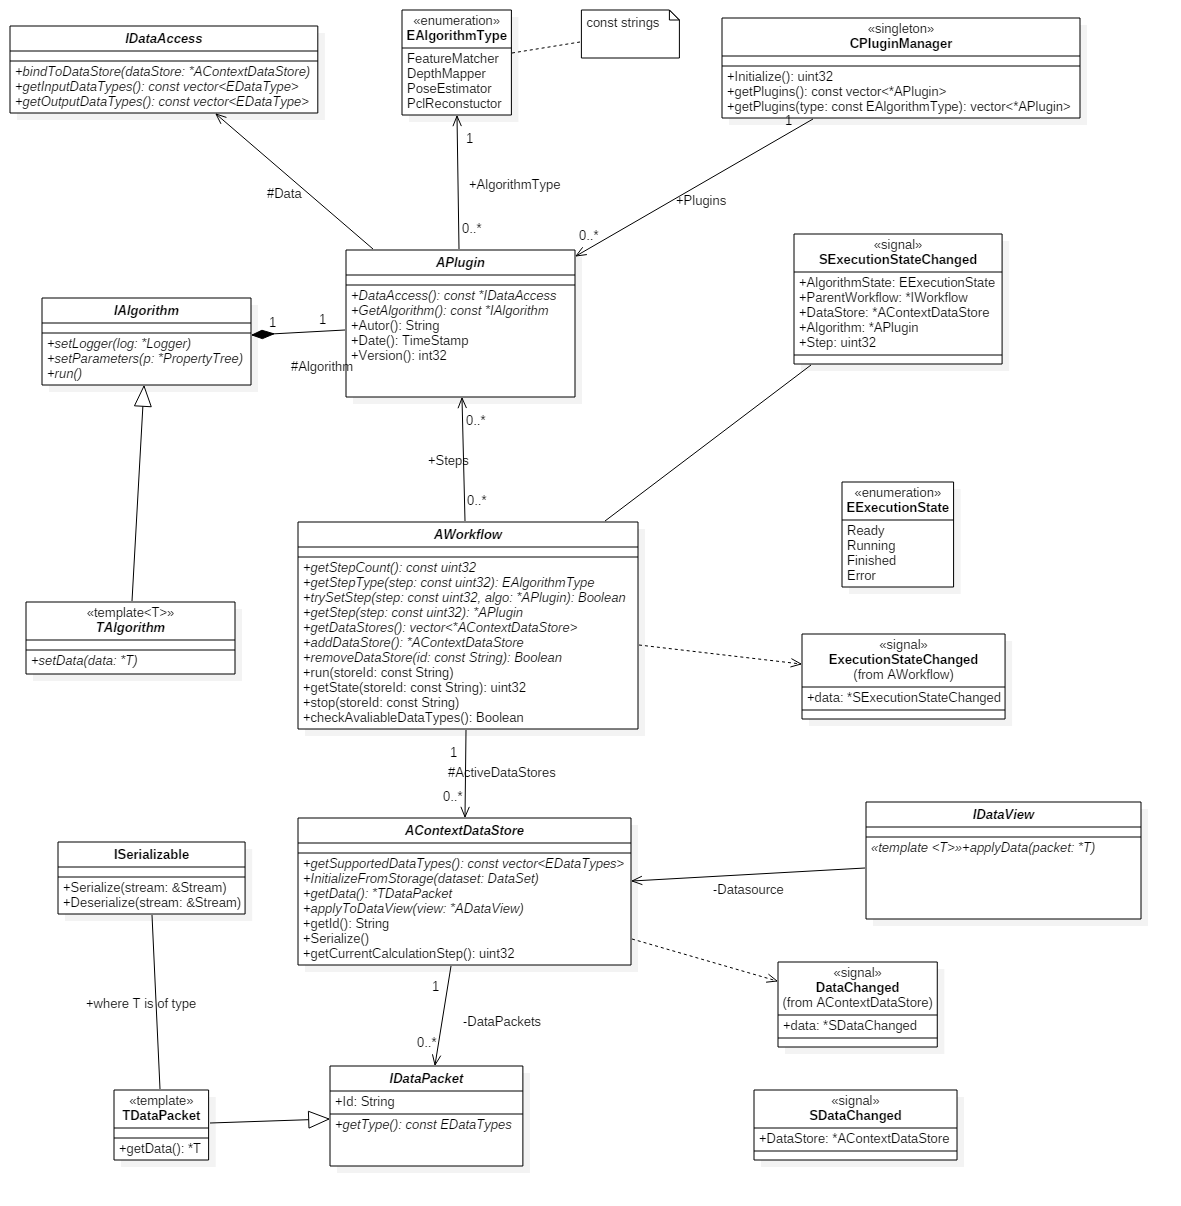 IDataAccess
+bindToDataStore(dataStore: *AContextDataStore)
+getInputDataTypes(): const vector<EDataType>
+getOutputDataTypes(): const vector<EDataType>
«enumeration»
EAlgorithmType
FeatureMatcher
DepthMapper
PoseEstimator
PclReconstuctor
const strings
«singleton»
CPluginManager
+Initialize(): uint32
+getPlugins(): const vector<*APlugin>
+getPlugins(type: const EAlgorithmType): vector<*APlugin>
1
1
+AlgorithmType
0..*
#Data
+Plugins
0..*
APlugin
+DataAccess(): const *IDataAccess
+GetAlgorithm(): const *IAlgorithm
+Autor(): String
+Date(): TimeStamp
+Version(): int32
«signal»
SExecutionStateChanged
+AlgorithmState: EExecutionState
+ParentWorkflow: *IWorkflow
+DataStore: *AContextDataStore
+Algorithm: *APlugin
+Step: uint32
IAlgorithm
+setLogger(log: *Logger)
+setParameters(p: *PropertyTree)
+run()
1
1
#Algorithm
0..*
+Steps
0..*
«enumeration»
EExecutionState
Ready
Running
Finished
Error
AWorkflow
+getStepCount(): const uint32
+getStepType(step: const uint32): EAlgorithmType
+trySetStep(step: const uint32, algo: *APlugin): Boolean
+getStep(step: const uint32): *APlugin
+getDataStores(): vector<*AContextDataStore>
+addDataStore(): *AContextDataStore
+removeDataStore(id: const String): Boolean
+run(storeId: const String)
+getState(storeId: const String): uint32
+stop(storeId: const String)
+checkAvaliableDataTypes(): Boolean
«template<T>»
TAlgorithm
+setData(data: *T)
«signal»
ExecutionStateChanged
(from AWorkflow)
+data: *SExecutionStateChanged
1
#ActiveDataStores
0..*
AContextDataStore
+getSupportedDataTypes(): const vector<EDataTypes>
+InitializeFromStorage(dataset: DataSet)
+getData(): *TDataPacket
+applyToDataView(view: *ADataView)
+getId(): String
+Serialize()
+getCurrentCalculationStep(): uint32
IDataView
«template <T>»+applyData(packet: *T)
-Datasource
ISerializable
+Serialize(stream: &Stream)
+Deserialize(stream: &Stream)
+where T is of type
«signal»
DataChanged
(from AContextDataStore)
+data: *SDataChanged
1
-DataPackets
0..*
IDataPacket
+Id: String
+getType(): const EDataTypes
«template»
TDataPacket
+getData(): *T
«signal»
SDataChanged
+DataStore: *AContextDataStore